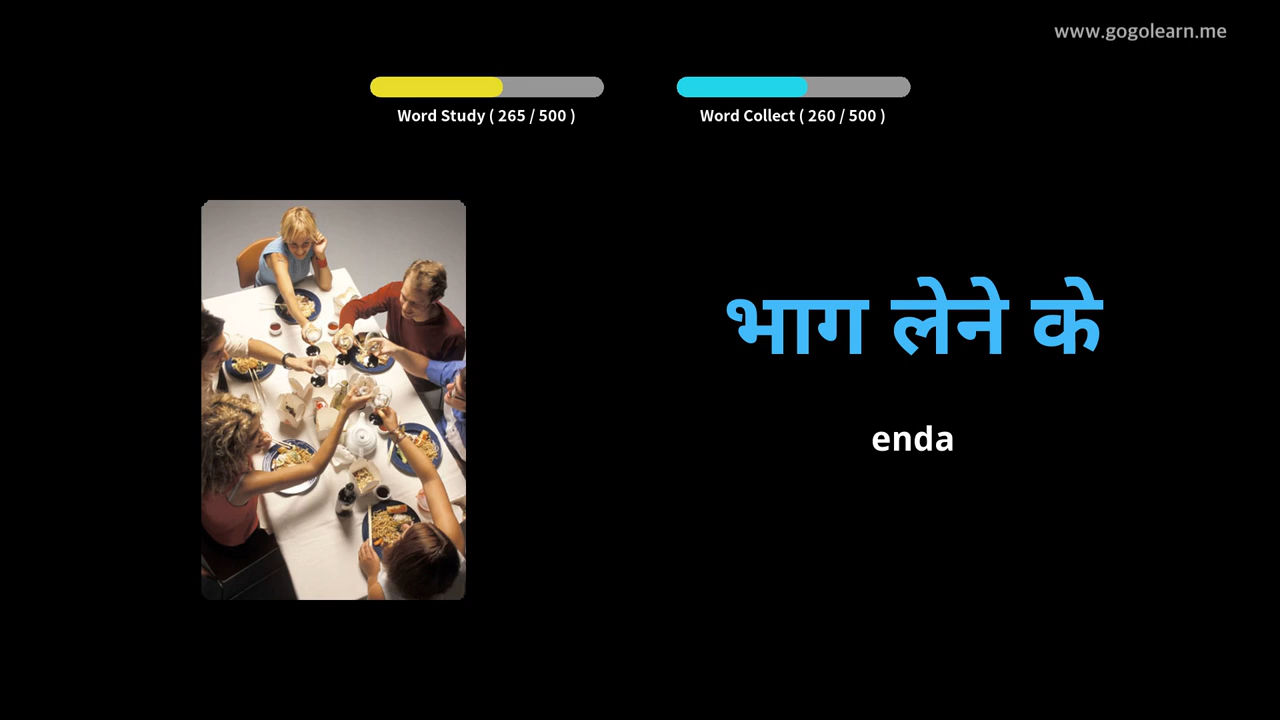 www.gogolearn.me
Word Study ( 265 / 500 )
Word Collect ( 260 / 500 )
भाग लेने के
enda